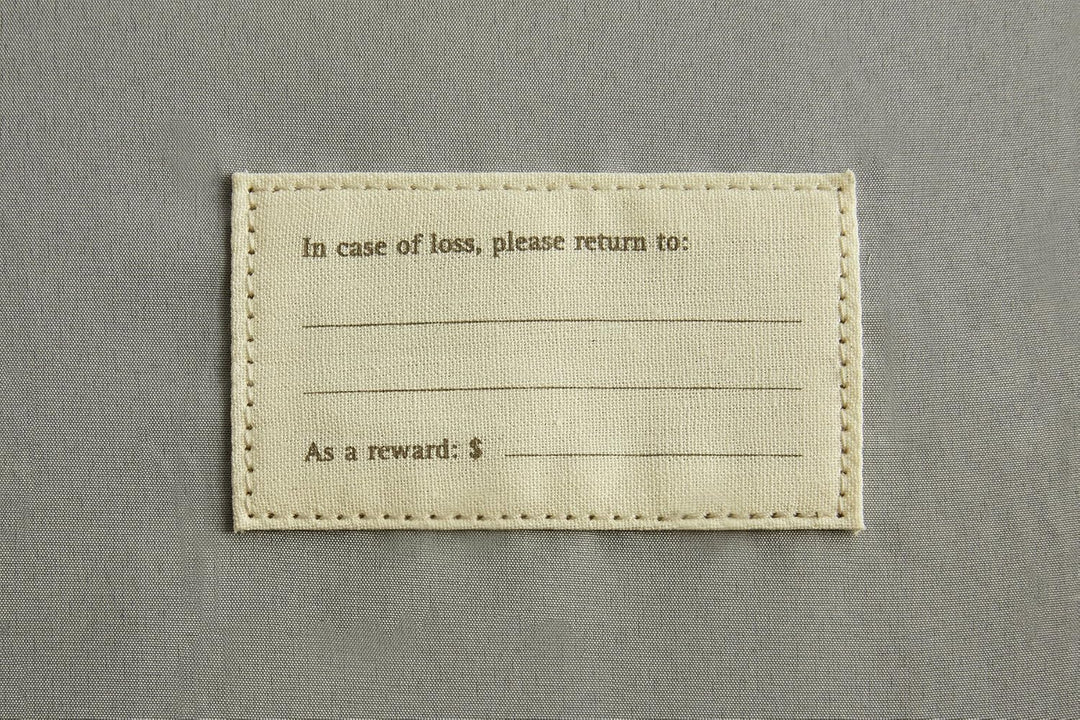 In case of loss, please return to:
As a reward: $